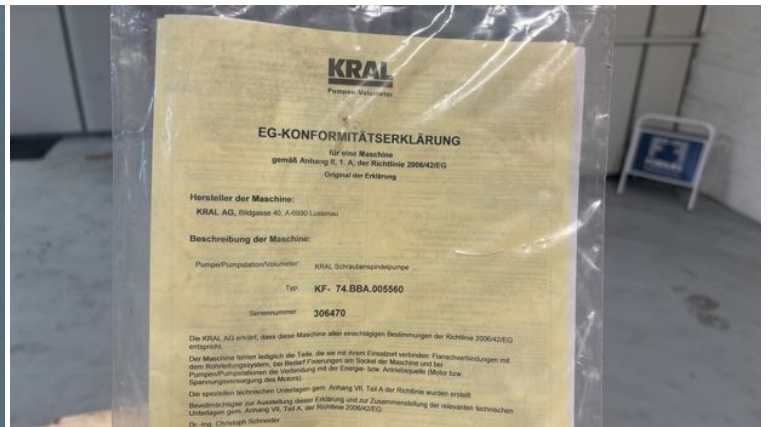 KRAL
Pumpen-Volumeter
EG-KONFORMITÄTSERKLÄRUNG
für eine Maschine
gemäß Anhang II, 1. A, der Richtlinie 2006/42/EG
Original der Erklärung
Hersteller der Maschine:
KRAL AG, Bildgasse 40, A-6890 Lustenau
Beschreibung der Maschine:
Pumpe/Pumpstation/Volumeter: KRAL Schraubenspindelpumpe
Typ KF- 74.BBA.005560
Seriennummer 306470
Die KRAL AG erklärt, dass diese Maschine allen einschlägigen Bestimmungen der Richtlinie 2006/42/EG
entspricht.
Der Maschine fehlen lediglich die Teile, die sie mit ihrem Einsatzort verbinden: Flanschverbindungen mit
dem Rohrleitungssystem, bei Bedarf Fixierungen am Sockel der Maschine und bei
Pumpen/Pumpstationen die Verbindung mit der Energie- bzw. Antriebsquelle (Motor bzw.
Spannungsversorgung des Motors).
Die speziellen technischen Unterlagen gem. Anhang VII, Teil A der Richtlinie wurden erstellt.
Bevollmächtigter zur Ausstellung dieser Erklärung und zur Zusammenstellung der relevanten technischen
Unterlagen gem. Anhang VII, Teil A, der Richtlinie 2006/42/EG:
Dr.-Ing. Christoph Schneider